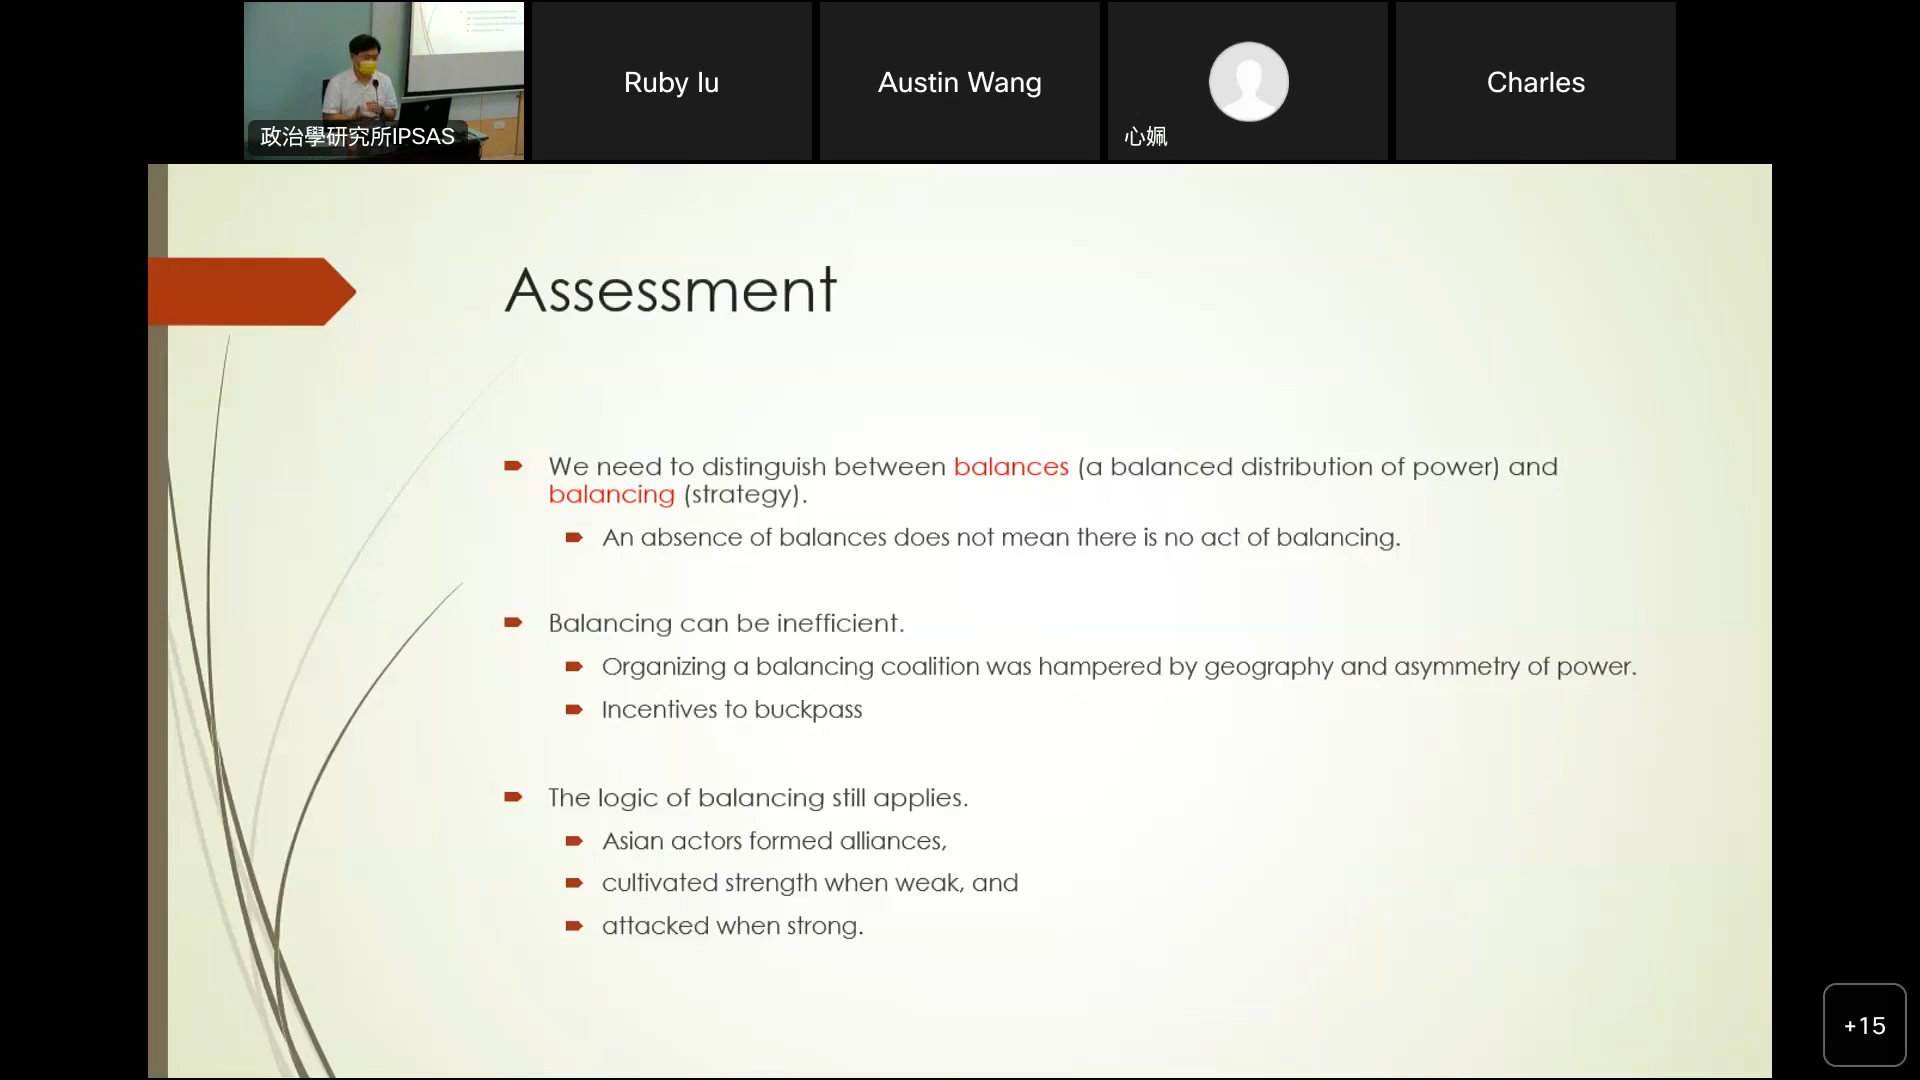 政治學研究所IPSAS
Ruby lu
Austin Wang
心姵
Charles
Assessment
We need to distinguish between balances (a balanced distribution of power) and
balancing (strategy).
An absence of balances does not mean there is no act of balancing.
Balancing can be inefficient.
Organizing a balancing coalition was hampered by geography and asymmetry of power.
Incentives to buckpass
The logic of balancing still applies.
Asian actors formed alliances,
cultivated strength when weak, and
attacked when strong.
+15